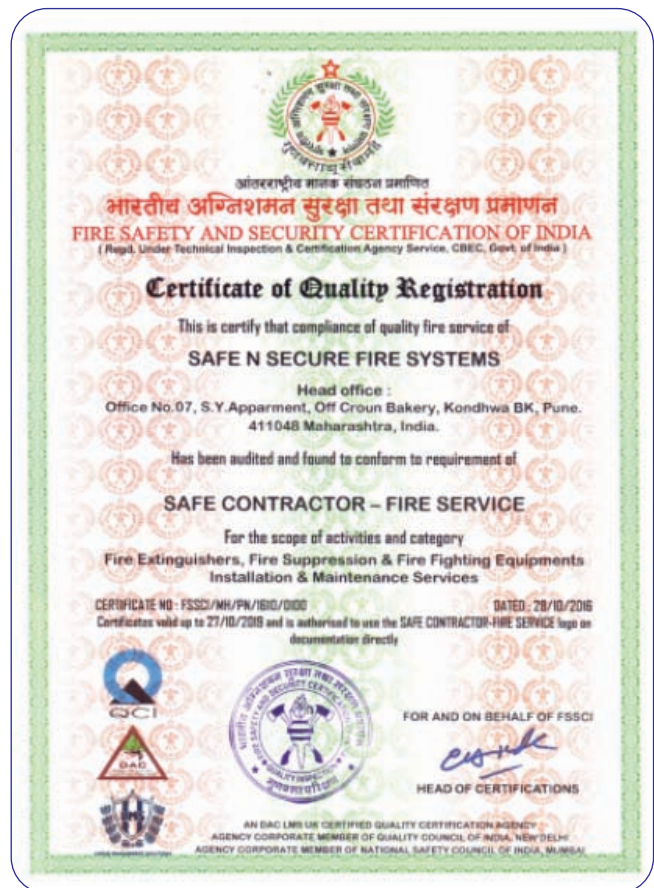 आंतरराष्ट्रीय मानक संघठन प्रमाणित
भारतीय अग्निशमन सुरक्षा तथा संरक्षण प्रमाणन
FIRE SAFETY AND SECURITY CERTIFICATION OF INDIA
( Regd. Under Technical Inspection & Certification Agency Service, CBEC, Govt. of India )
Certificate of Quality Registration
This is certify that compliance of quality fire service of
SAFE N SECURE FIRE SYSTEMS
Head office :
Office No.07, S.Y.Apparment, Off Croun Bakery, Kondhwa BK, Pune.
411048 Maharashtra, India.
Has been audited and found to conform to requirement of
SAFE CONTRACTOR – FIRE SERVICE
For the scope of activities and category
Fire Extinguishers, Fire Suppression & Fire Fighting Equipments
Installation & Maintenance Services
CERTIFICATE NO : FSSCI/MH/PN/1610/0100
DATED : 28/10/2016
Certificates valid up to 27/10/2019 and is authorised to use the SAFE CONTRACTOR-FIRE SERVICE logo on
documentation directly
QCI
DAC
FOR AND ON BEHALF OF FSSCI
HEAD OF CERTIFICATIONS
AN DAC LMS UK CERTIFIED QUALITY CERTIFICATION AGENCY
AGENCY CORPORATE MEMBER OF QUALITY COUNCIL OF INDIA, NEW DELHI
AGENCY CORPORATE MEMBER OF NATIONAL SAFETY COUNCIL OF INDIA, MUMBAI